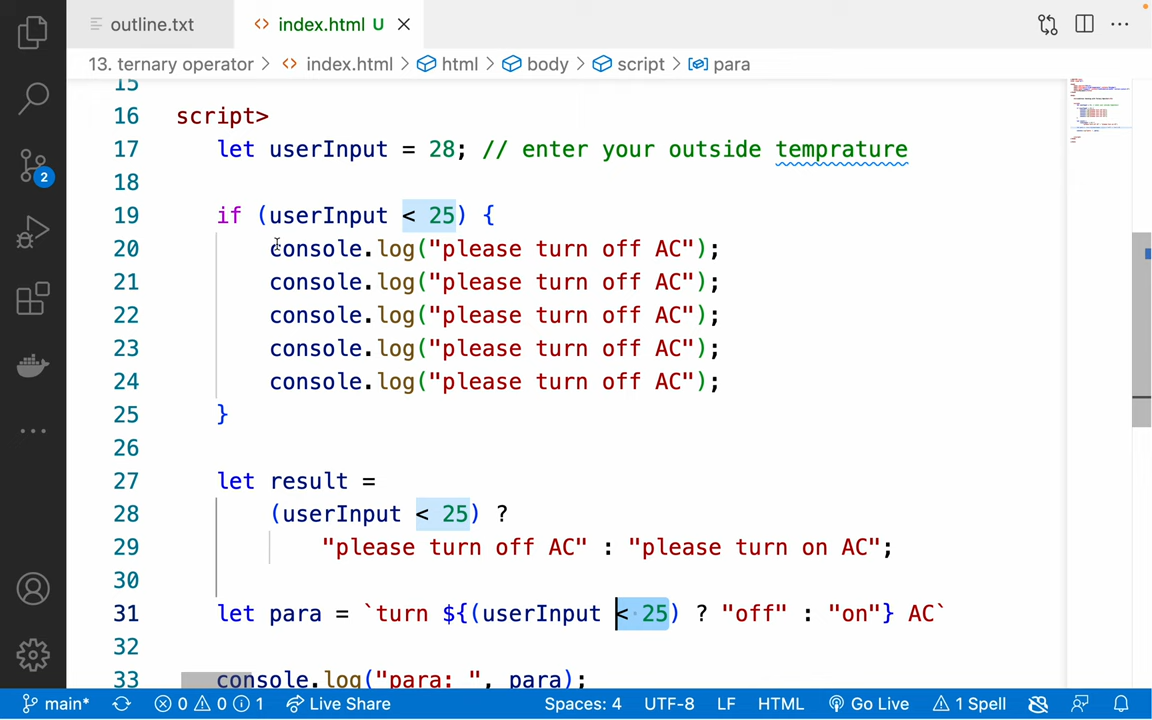 outline.txt
index.html U
13. ternary operator > index.html > html > body > script > para
15
16 script>
17 let userInput = 28; // enter your outside temprature
18
19 if (userInput < 25) {
20 console.log("please turn off AC");
21 console.log("please turn off AC");
22 console.log("please turn off AC");
23 console.log("please turn off AC");
24 console.log("please turn off AC");
25 }
26
27 let result =
28 (userInput < 25) ?
29 "please turn off AC" : "please turn on AC";
30
31 let para = `turn ${(userInput < 25) ? "off" : "on"} AC`
32
33 console.log("para: ", para);
2
main* 0 0 1 Live Share Spaces: 4 UTF-8 LF HTML Go Live 1 Spell